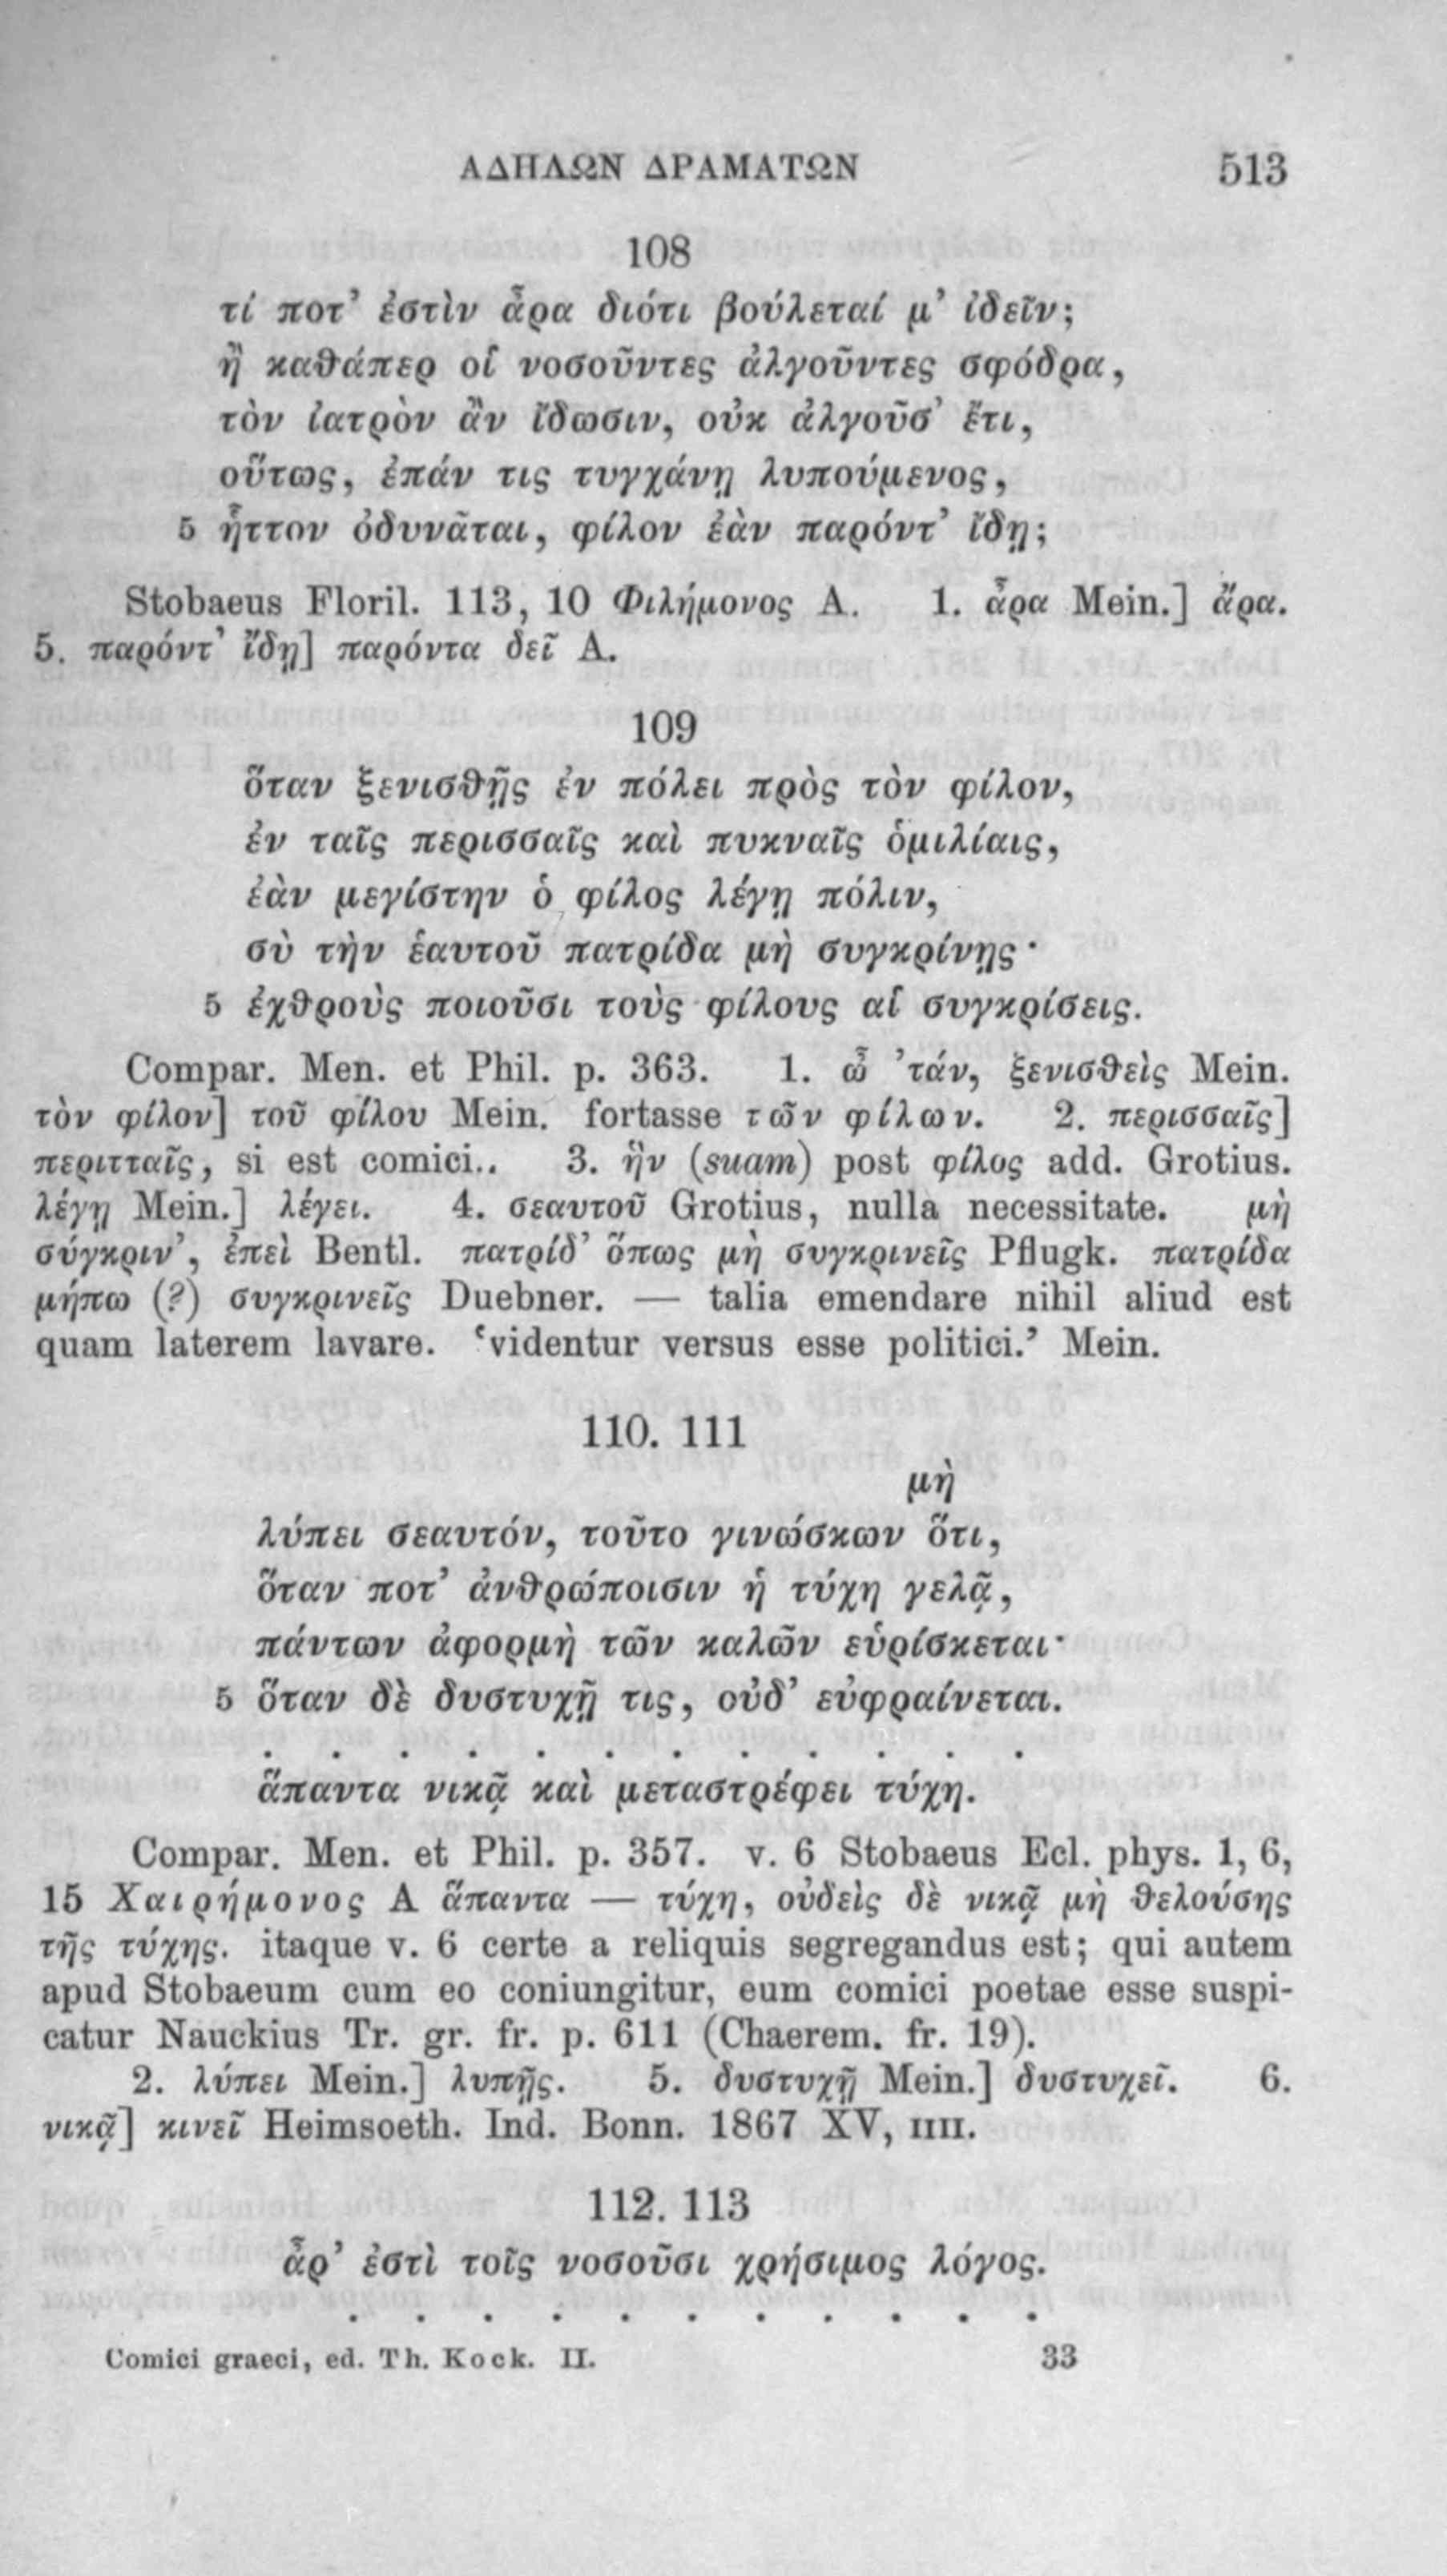 ΑΔΗΛΩΝ ΔΡΑΜΑΤΩΝ 513
108
τί ποτ’ ἐστὶν ἆρα διότι βούλεταί μ’ ἰδεῖν;
ἢ καθάπερ οἱ νοσοῦντες ἀλγοῦντες σφόδρα,
τὸν ἰατρὸν ἂν ἴδωσιν, οὐκ ἀλγοῦσ’ ἔτι,
οὕτως, ἐπάν τις τυγχάνῃ λυπούμενος,
5 ἧττον ὀδυνᾶται, φίλον ἐὰν παρόντ’ ἴδῃ;
Stobaeus Floril. 113, 10 Φιλήμονος A. 1. ἆρα Mein.] ἄρα.
5. παρόντ’ ἴδῃ] παρόντα δεῖ A.
109
ὅταν ξενισθῇς ἐν πόλει πρὸς τὸν φίλον,
ἐν ταῖς περισσαῖς καὶ πυκναῖς ὁμιλίαις,
ἐὰν μεγίστην ὁ φίλος λέγῃ πόλιν,
σὺ τὴν ἑαυτοῦ πατρίδα μὴ συγκρίνῃς·
5 ἐχθροὺς ποιοῦσι τοὺς φίλους αἱ συγκρίσεις.
Compar. Men. et Phil. p. 363. 1. ὦ ’τάν, ξενισθεὶς Mein.
τὸν φίλον] τοῦ φίλου Mein. fortasse τῶν φίλων. 2. περισσαῖς]
περιτταῖς, si est comici.. 3. ἣν (suam) post φίλος add. Grotius.
λέγῃ Mein.] λέγει. 4. σεαυτοῦ Grotius, nulla necessitate. μὴ
σύγκριν’, ἐπεὶ Bentl. πατρίδ’ ὅπως μὴ συγκρινεῖς Pflugk. πατρίδα
μήπω (?) συγκρινεῖς Duebner. — talia emendare nihil aliud est
quam laterem lavare. ‘videntur versus esse politici.’ Mein.
110. 111
μὴ
λύπει σεαυτόν, τοῦτο γινώσκων ὅτι,
ὅταν ποτ’ ἀνθρώποισιν ἡ τύχη γελᾷ,
πάντων ἀφορμὴ τῶν καλῶν εὑρίσκεται·
5 ὅταν δὲ δυστυχῇ τις, οὐδ’ εὐφραίνεται.
. . . . . . . . . . . .
ἅπαντα νικᾷ καὶ μεταστρέφει τύχη.
Compar. Men. et Phil. p. 357. v. 6 Stobaeus Ecl. phys. 1, 6,
15 Χαιρήμονος A ἅπαντα — τύχη, οὐδεὶς δὲ νικᾷ μὴ θελούσης
τῆς τύχης. itaque v. 6 certe a reliquis segregandus est; qui autem
apud Stobaeum cum eo coniungitur, eum comici poetae esse suspi-
catur Nauckius Tr. gr. fr. p. 611 (Chaerem. fr. 19).
2. λύπει Mein.] λυπῇς. 5. δυστυχῇ Mein.] δυστυχεῖ. 6.
νικᾷ] κινεῖ Heimsoeth. Ind. Bonn. 1867 XV, IIII.
112. 113
ἆρ’ ἐστὶ τοῖς νοσοῦσι χρήσιμος λόγος.
. . . . . . . . . . .
Comici graeci, ed. Th. Kock. II. 33